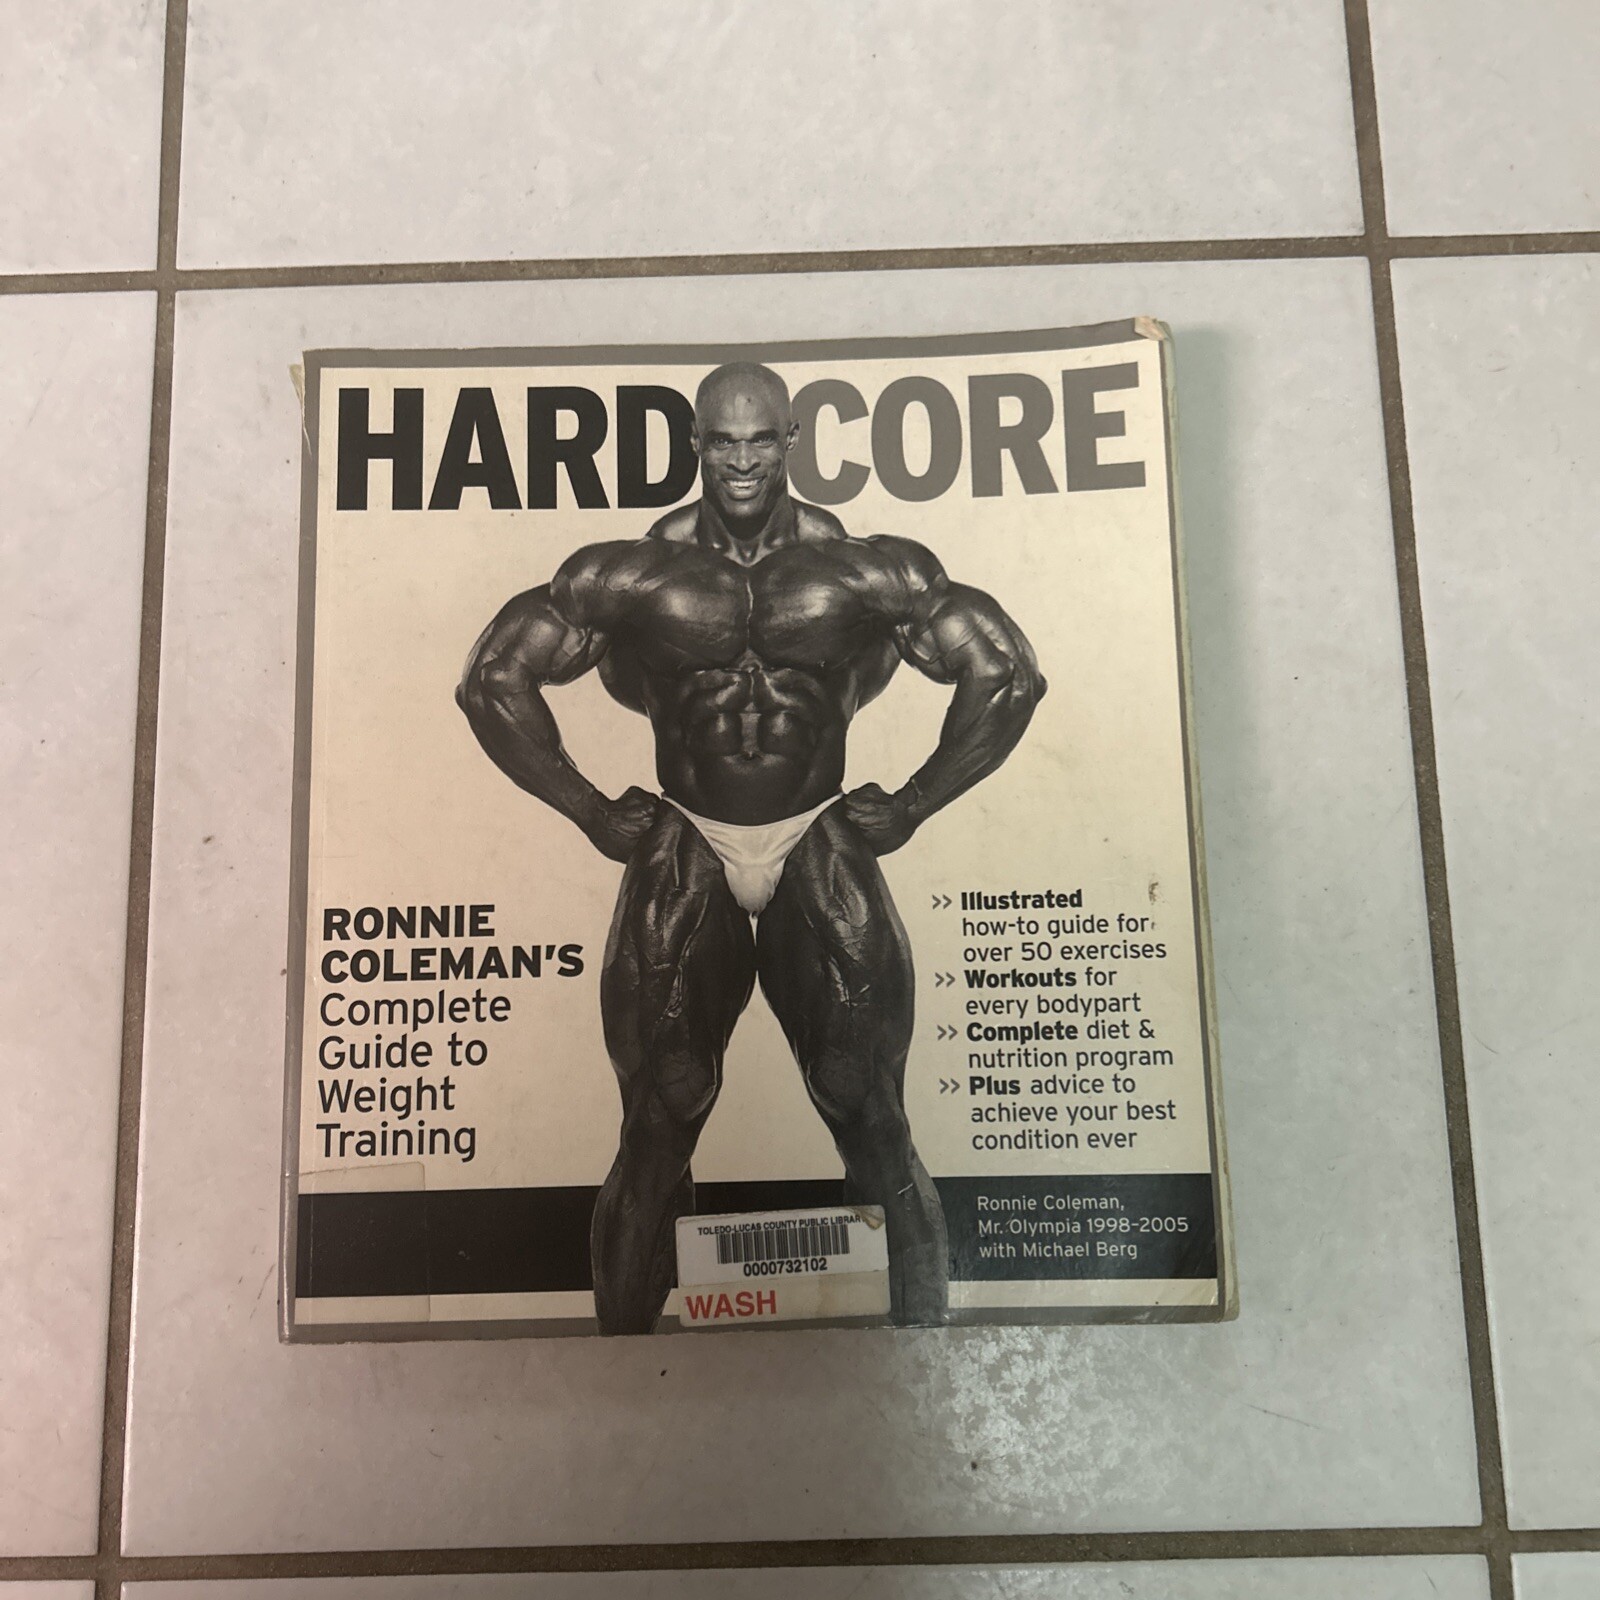 HARDCORE
RONNIE
COLEMAN'S
Complete
Guide to
Weight
Training
>> Illustrated
how-to guide for
over 50 exercises
>> Workouts for
every bodypart
>> Complete diet &
nutrition program
>> Plus advice to
achieve your best
condition ever
Ronnie Coleman,
Mr. Olympia 1998–2005
with Michael Berg
TOLEDO-LUCAS COUNTY PUBLIC LIBRARY
0000732102
WASH